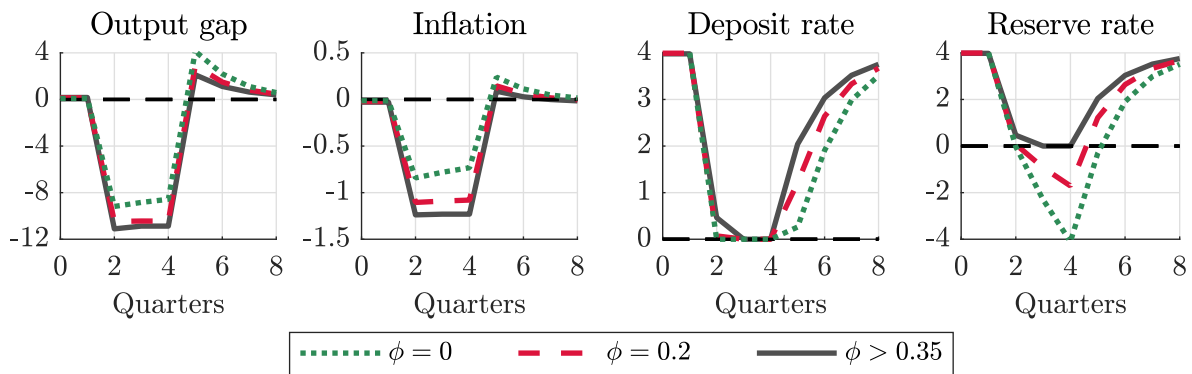 Output gap
Inflation
Deposit rate
Reserve rate
4
0
-4
-8
-12
0 2 4 6 8
Quarters
0.5
0
-0.5
-1
-1.5
0 2 4 6 8
Quarters
4
3
2
1
0
0 2 4 6 8
Quarters
4
2
0
-2
-4
0 2 4 6 8
Quarters
ϕ = 0
ϕ = 0.2
ϕ > 0.35